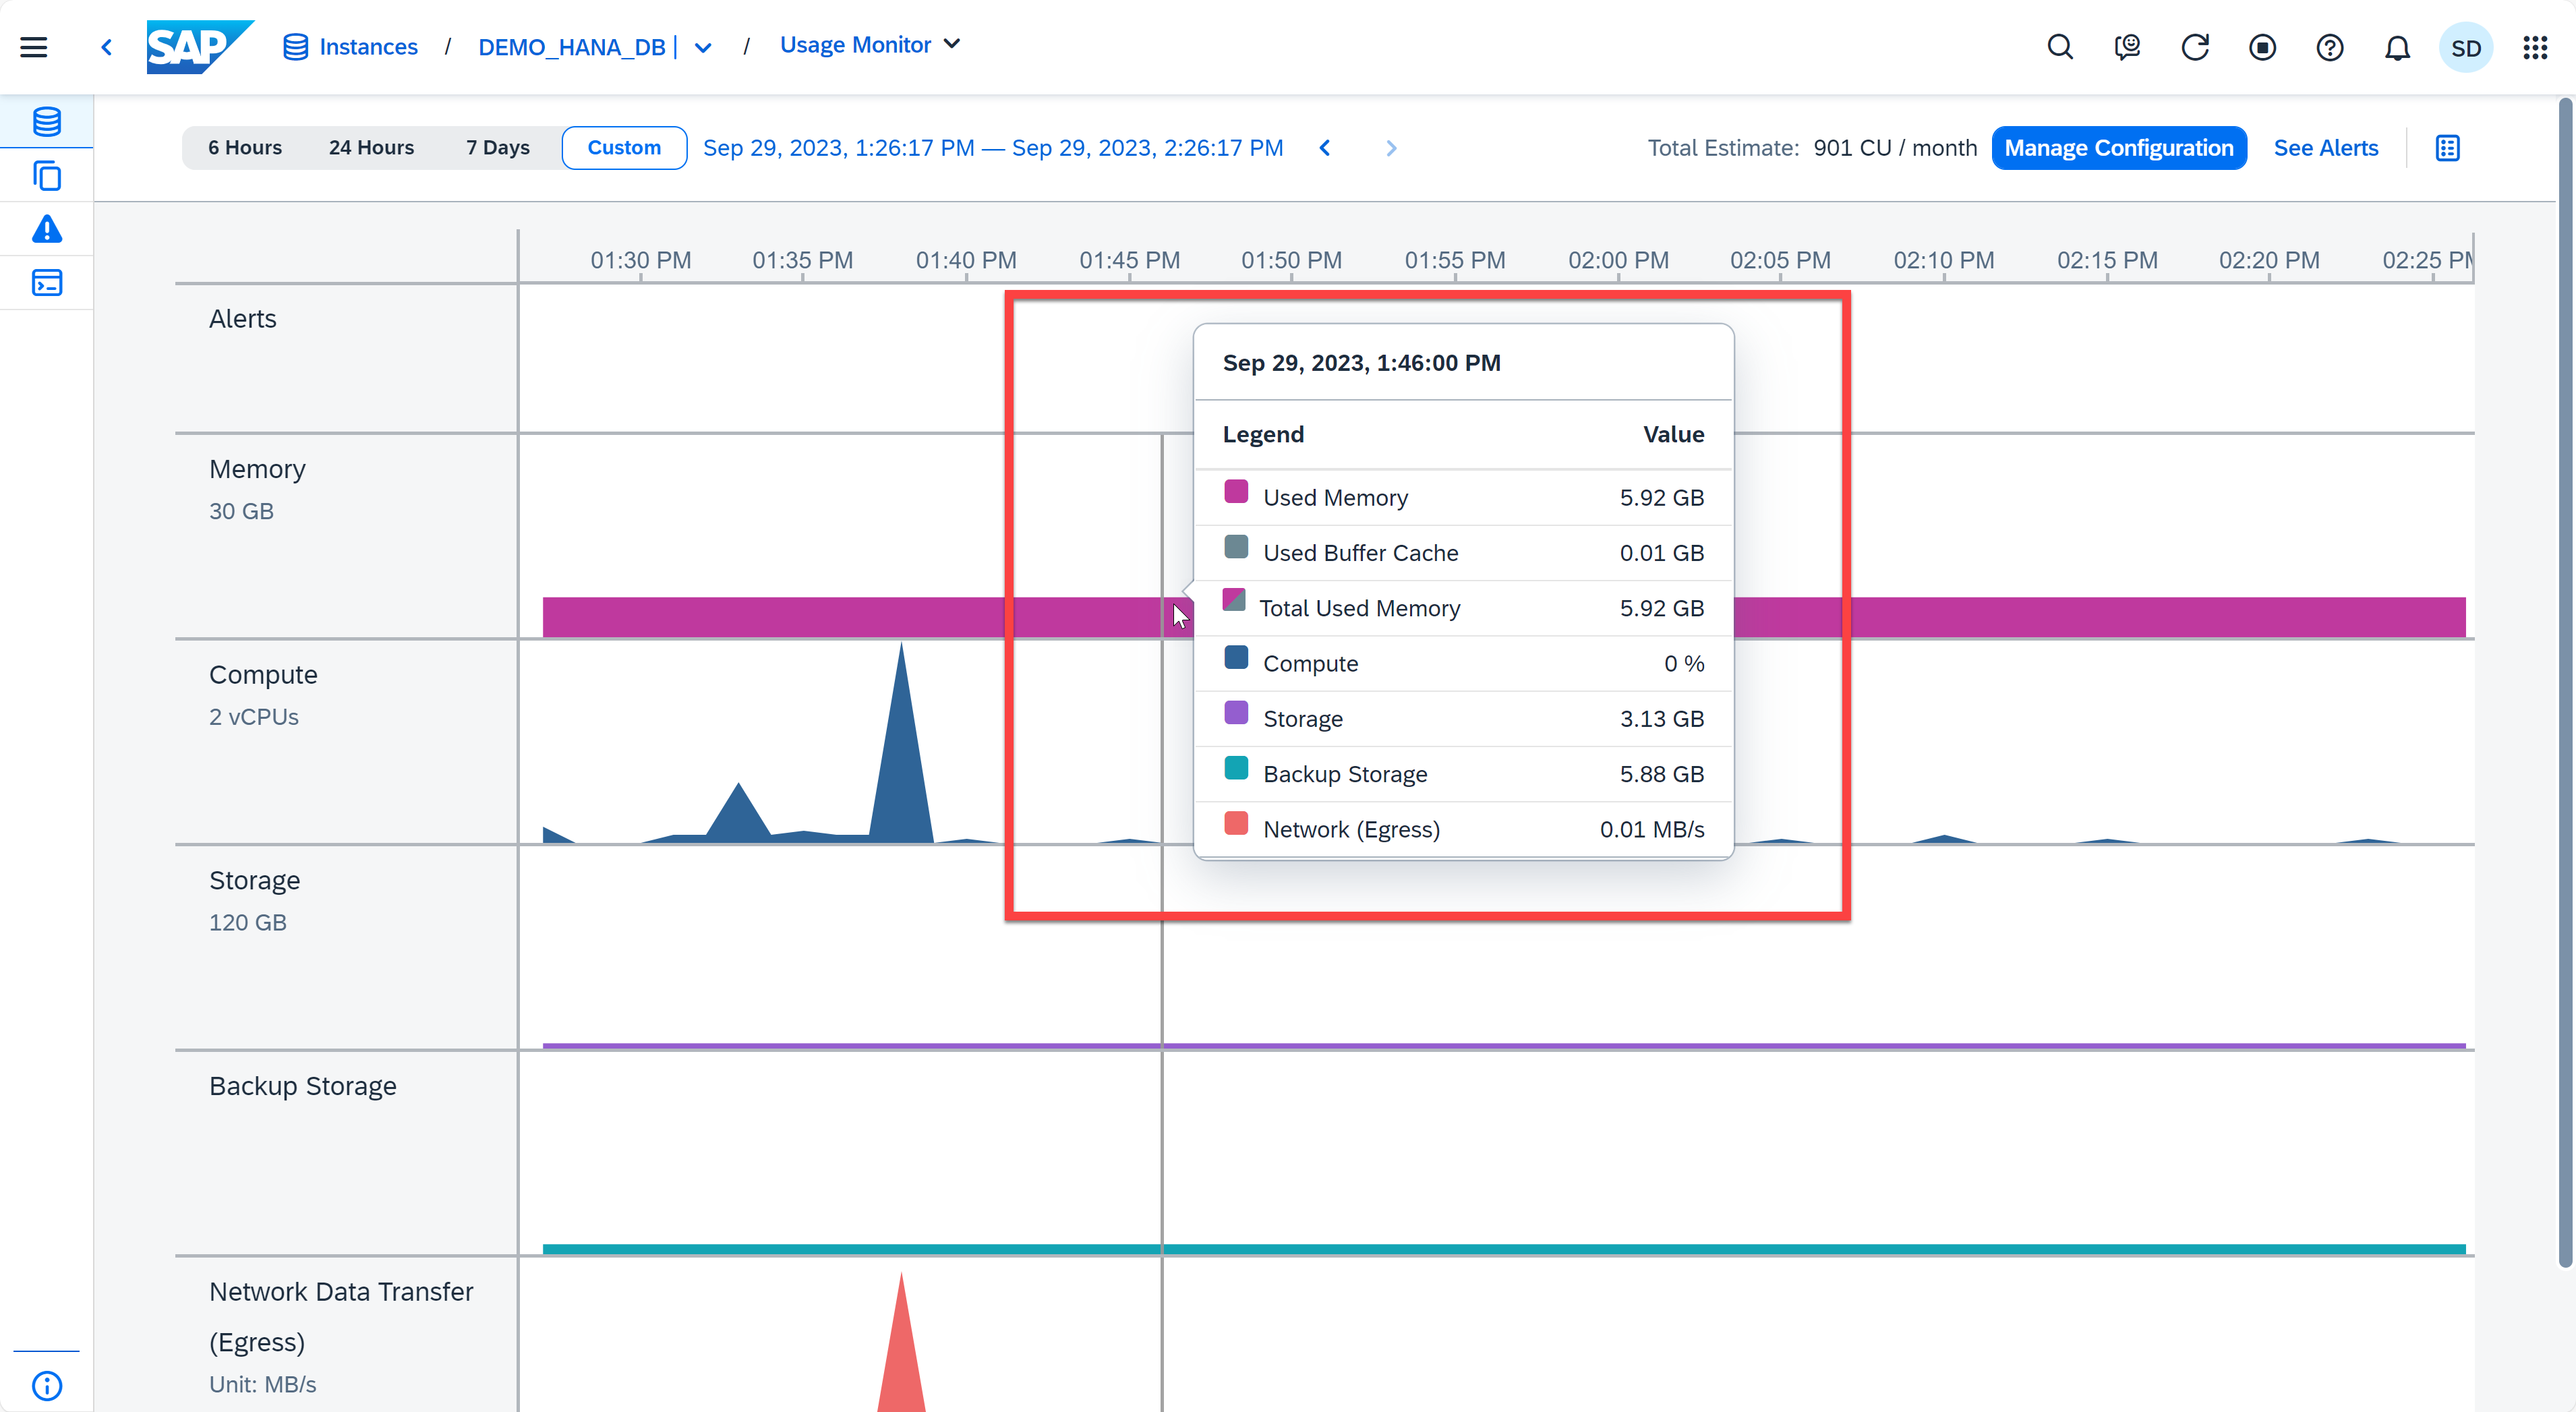 SAP Instances / DEMO_HANA_DB | / Usage Monitor SD
6 Hours 24 Hours 7 Days Custom Sep 29, 2023, 1:26:17 PM — Sep 29, 2023, 2:26:17 PM Total Estimate: 901 CU / month Manage Configuration See Alerts
01:30 PM 01:35 PM 01:40 PM 01:45 PM 01:50 PM 01:55 PM 02:00 PM 02:05 PM 02:10 PM 02:15 PM 02:20 PM 02:25 PM
Alerts
Sep 29, 2023, 1:46:00 PM
Legend Value
Memory
30 GB
Used Memory 5.92 GB
Used Buffer Cache 0.01 GB
Total Used Memory 5.92 GB
Compute
2 vCPUs
Compute 0 %
Storage 3.13 GB
Backup Storage 5.88 GB
Network (Egress) 0.01 MB/s
Storage
120 GB
Backup Storage
Network Data Transfer
(Egress)
Unit: MB/s